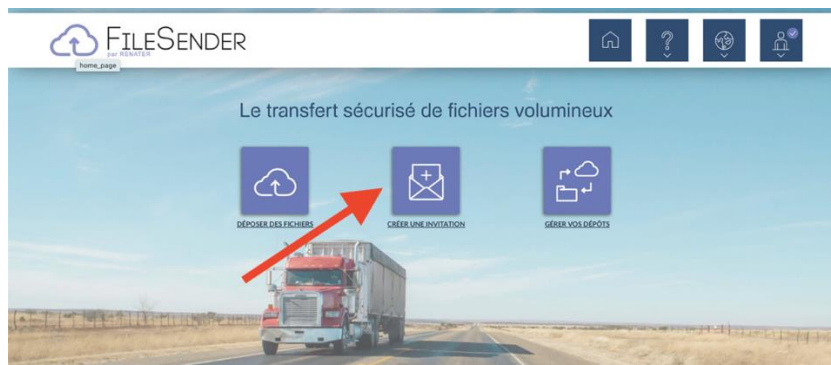 FILESENDER
par RENATER
home_page
Le transfert sécurisé de fichiers volumineux
DÉPOSER DES FICHIERS
CRÉER UNE INVITATION
GÉRER VOS DÉPÔTS